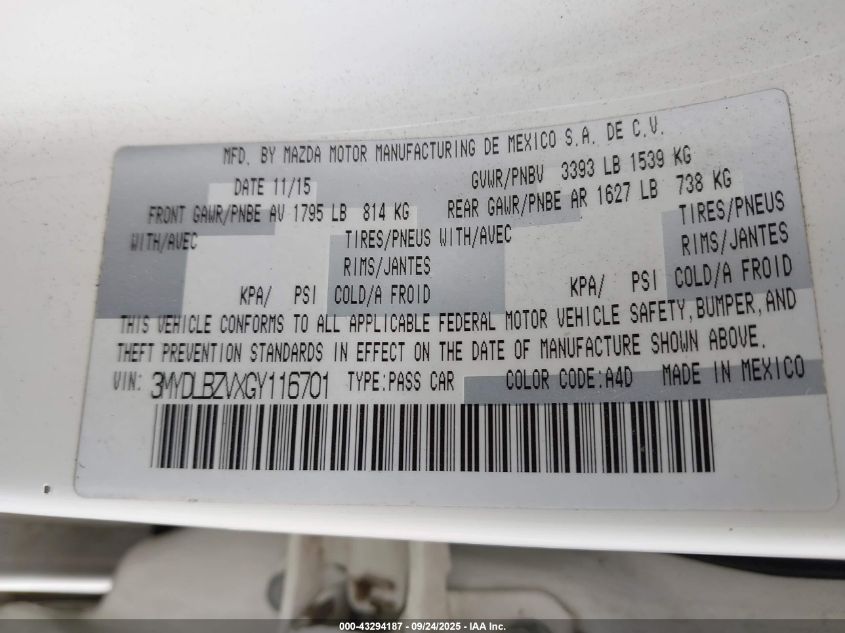 MFD. BY MAZDA MOTOR MANUFACTURING DE MEXICO S.A. DE C.V.
DATE 11/15 GVWR/PNBV 3393 LB 1539 KG
FRONT GAWR/PNBE AV 1795 LB 814 KG REAR GAWR/PNBE AR 1627 LB 738 KG
WITH/AVEC TIRES/PNEUS WITH/AVEC TIRES/PNEUS
RIMS/JANTES RIMS/JANTES
KPA/ PSI COLD/A FROID KPA/ PSI COLD/A FROID
THIS VEHICLE CONFORMS TO ALL APPLICABLE FEDERAL MOTOR VEHICLE SAFETY, BUMPER, AND
THEFT PREVENTION STANDARDS IN EFFECT ON THE DATE OF MANUFACTURE SHOWN ABOVE.
VIN: 3MYDLBZVXGY116701 TYPE:PASS CAR COLOR CODE:A4D MADE IN MEXICO
000-43294187 - 09/24/2025 - IAA Inc.